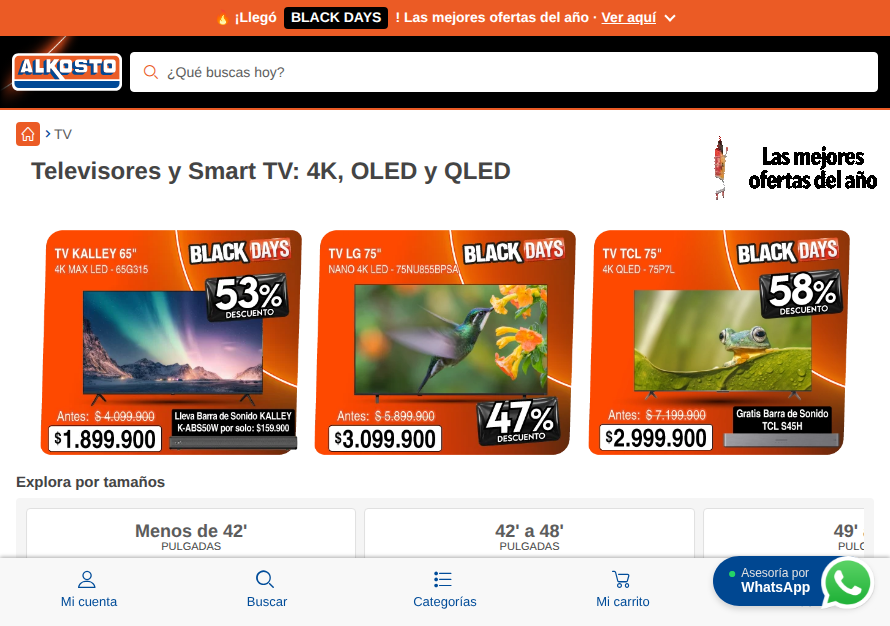 🔥 ¡Llegó BLACK DAYS ! Las mejores ofertas del año · Ver aquí
ALKOSTO
¿Qué buscas hoy?
TV
Televisores y Smart TV: 4K, OLED y QLED
Las mejores
ofertas del año
TV KALLEY 65"
4K MAX LED - 65G315
BLACK DAYS
53%
DESCUENTO
Antes: $ 4.099.900
$1.899.900
Lleva Barra de Sonido KALLEY
K-ABS50W por solo: $159.900
TV LG 75"
NANO 4K LED - 75NU855BPSA
BLACK DAYS
Antes: $ 5.899.900
$3.099.900
47%
DESCUENTO
TV TCL 75"
4K QLED - 75P7L
BLACK DAYS
58%
DESCUENTO
Antes: $ 7.199.900
$2.999.900
Gratis Barra de Sonido
TCL S45H
Explora por tamaños
Menos de 42'
PULGADAS
42' a 48'
PULGADAS
49'
PULG
Mi cuenta
Buscar
Categorías
Mi carrito
Asesoría por
WhatsApp